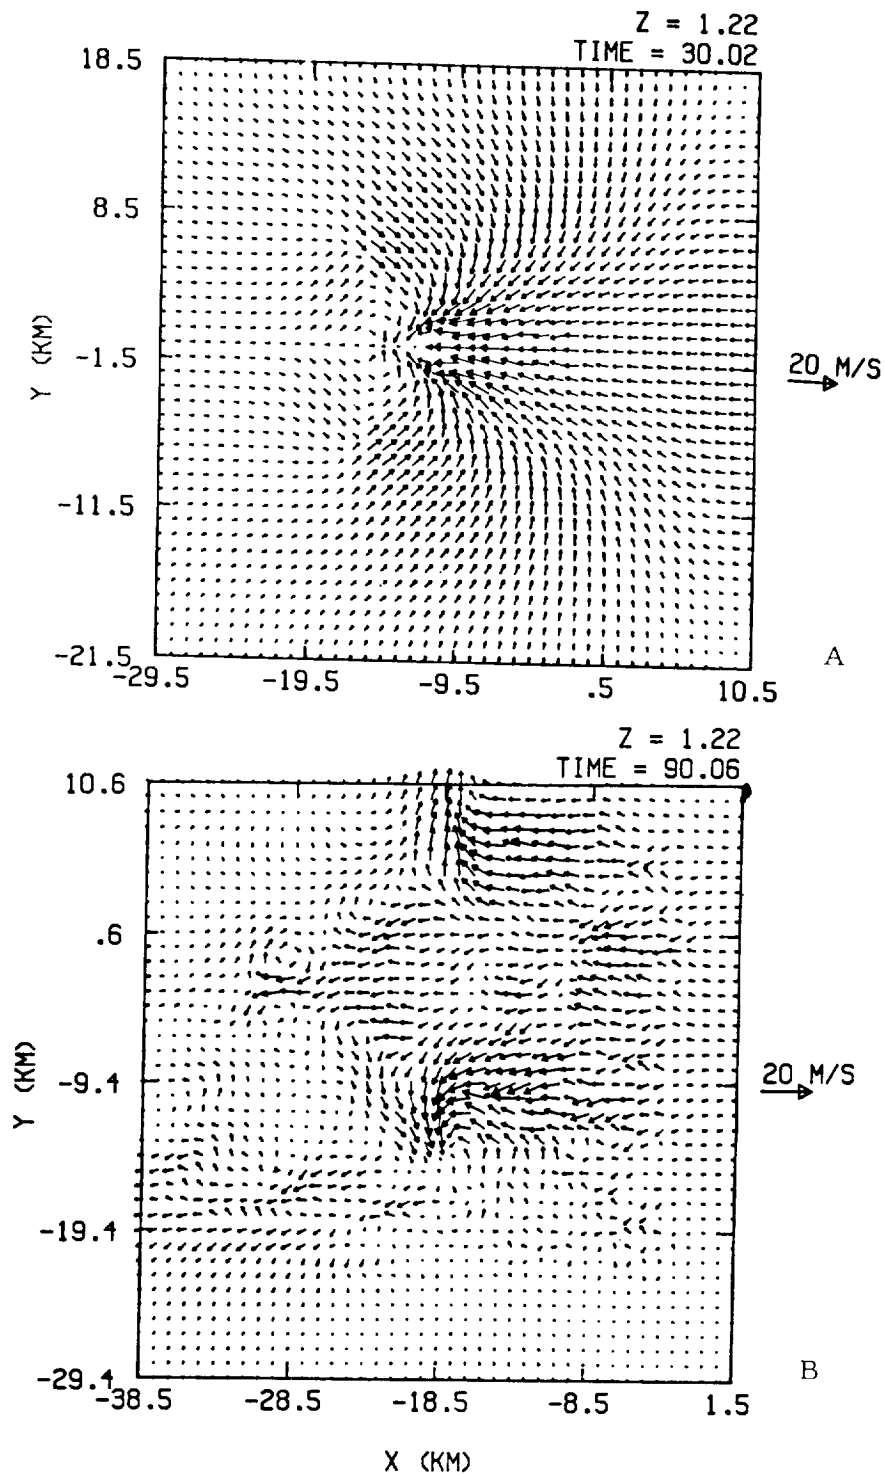 Z = 1.22
TIME = 30.02
18.5
8.5
-1.5
-11.5
-21.5
Y (KM)
20 M/S
-29.5 -19.5 -9.5 .5 10.5
A
Z = 1.22
TIME = 90.06
10.6
.6
-9.4
-19.4
-29.4
Y (KM)
20 M/S
-38.5 -28.5 -18.5 -8.5 1.5
B
X (KM)